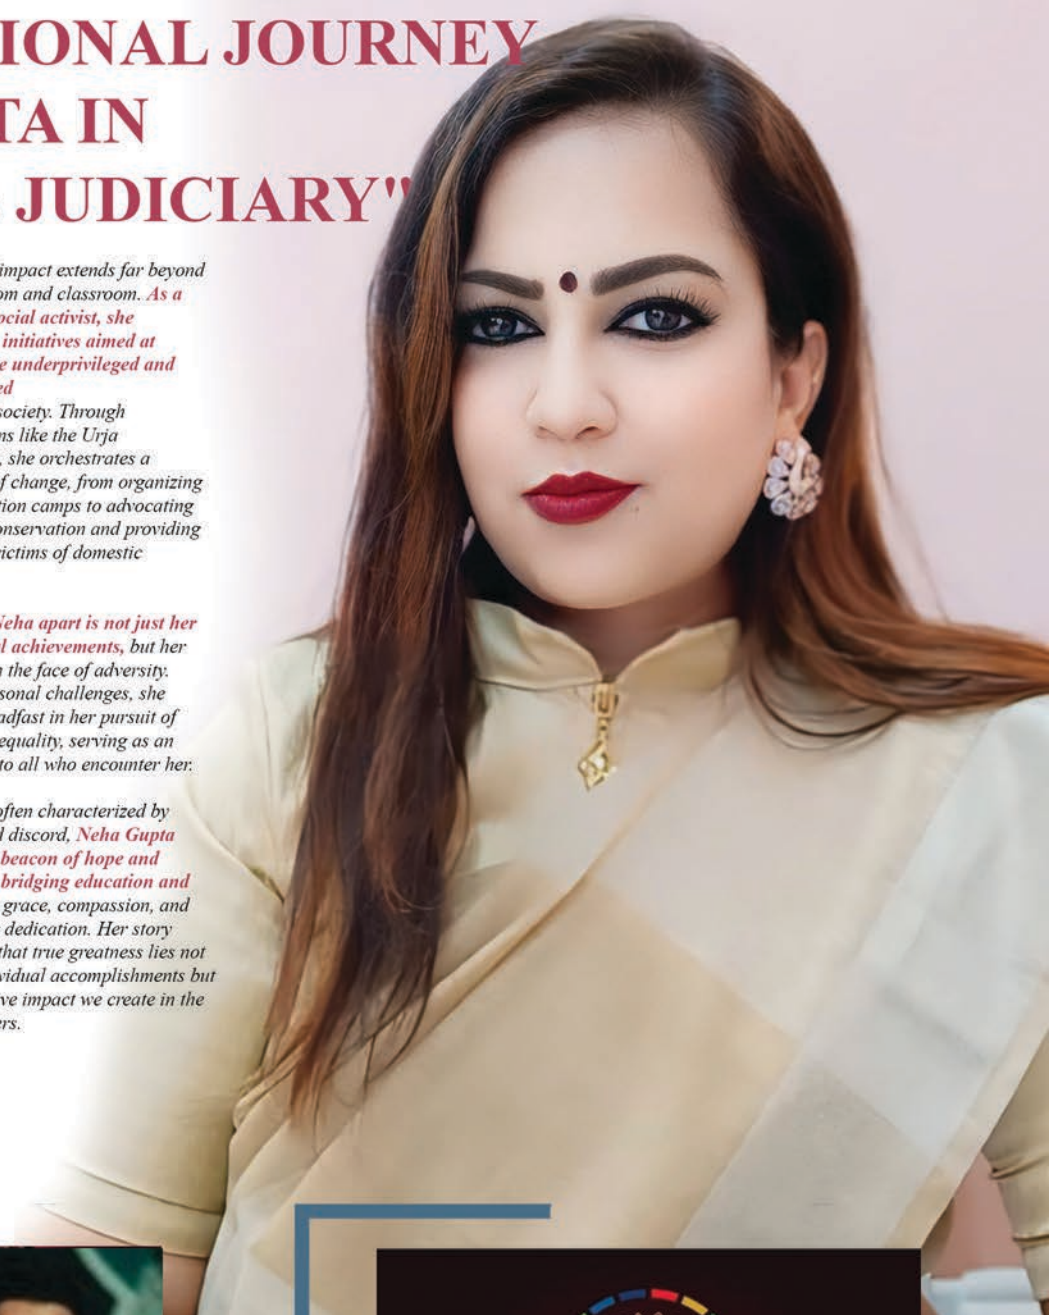 IONAL JOURNEY
TA IN
JUDICIARY"
impact extends far beyond
om and classroom. As a
ocial activist, she
initiatives aimed at
e underprivileged and
ed
society. Through
ns like the Urja
, she orchestrates a
f change, from organizing
tion camps to advocating
onservation and providing
ictims of domestic
Neha apart is not just her
l achievements, but her
n the face of adversity.
sonal challenges, she
adfast in her pursuit of
equality, serving as an
to all who encounter her.
often characterized by
d discord, Neha Gupta
beacon of hope and
bridging education and
grace, compassion, and
dedication. Her story
that true greatness lies not
vidual accomplishments but
ve impact we create in the
ers.